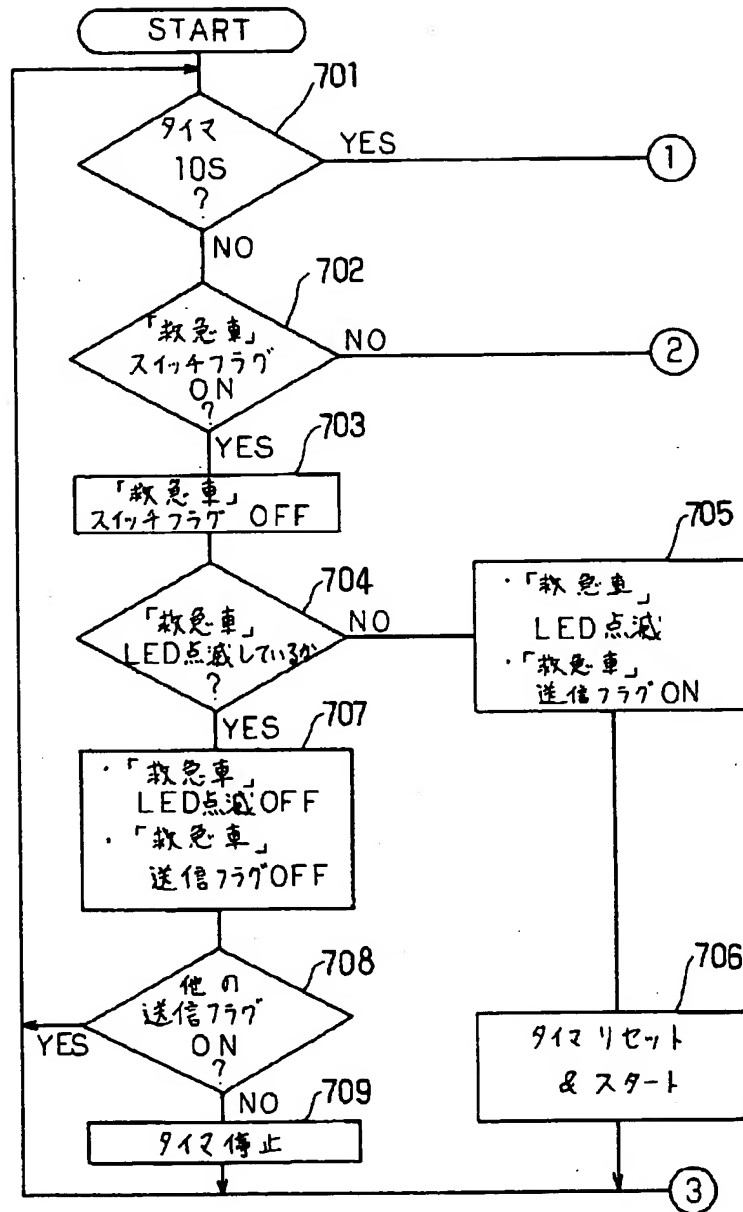 START
701
タイマ
10S
?
YES
1
NO
702
「救急車」
スイッチフラグ
ON
?
NO
2
YES
703
「救急車」
スイッチフラグ OFF
704
「救急車」
LED点滅しているか
?
NO
705
・「救急車」
LED点滅
・「救急車」
送信フラグON
YES
707
・「救急車」
LED点滅OFF
・「救急車」
送信フラグOFF
708
他の
送信フラグ
ON
?
YES
706
タイマ リセット
& スタート
NO
709
タイマ停止
3